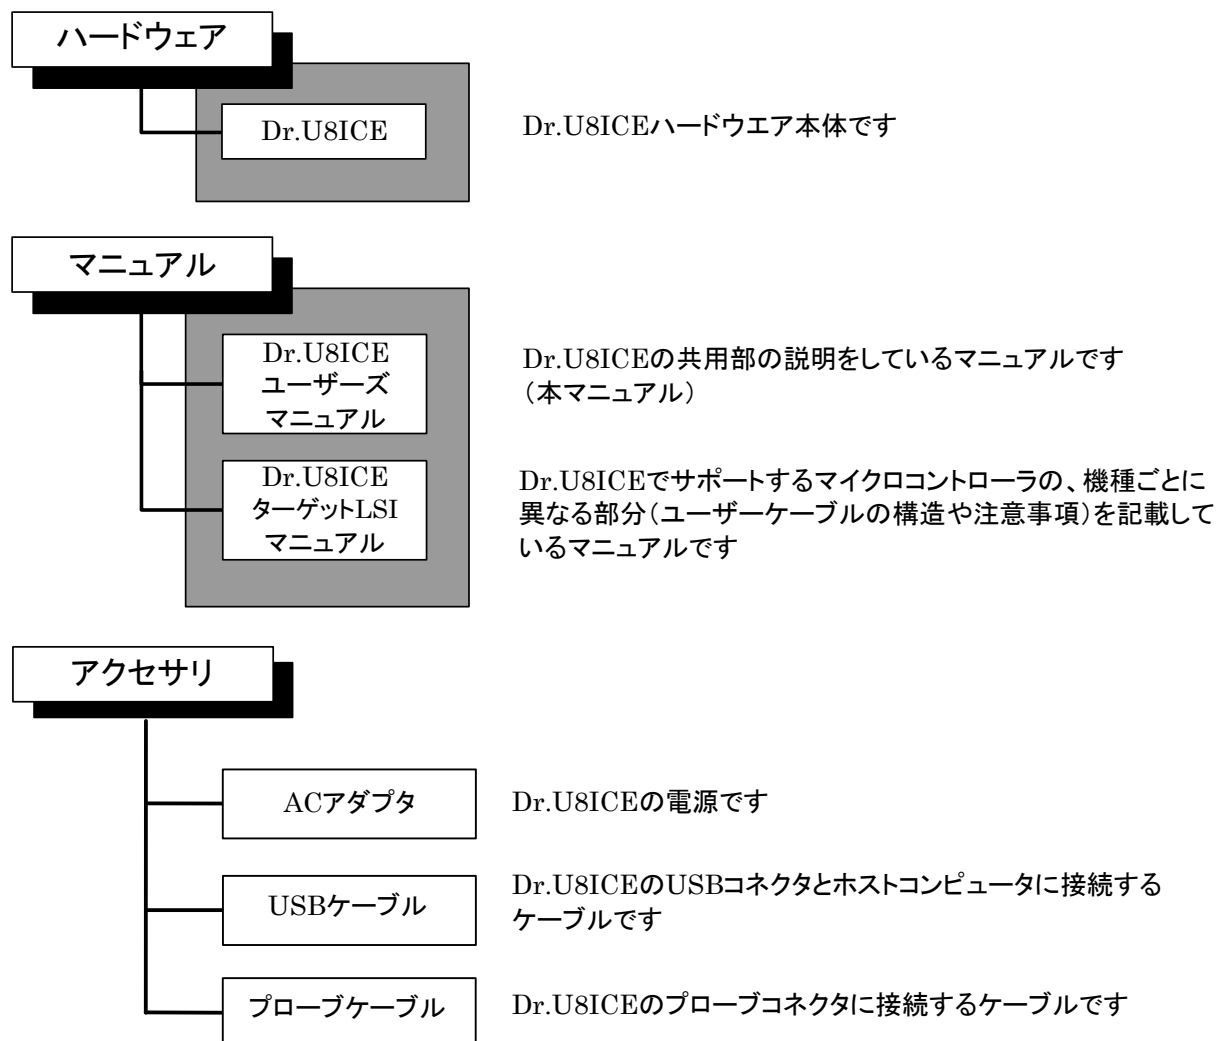 ハードウェア
Dr.U8ICE
Dr.U8ICEハードウエア本体です
マニュアル
Dr.U8ICE
ユーザーズ
マニュアル
Dr.U8ICEの共用部の説明をしているマニュアルです
（本マニュアル）
Dr.U8ICE
ターゲットLSI
マニュアル
Dr.U8ICEでサポートするマイクロコントローラの、機種ごとに
異なる部分（ユーザーケーブルの構造や注意事項）を記載して
いるマニュアルです
アクセサリ
ACアダプタ
Dr.U8ICEの電源です
USBケーブル
Dr.U8ICEのUSBコネクタとホストコンピュータに接続する
ケーブルです
プローブケーブル
Dr.U8ICEのプローブコネクタに接続するケーブルです